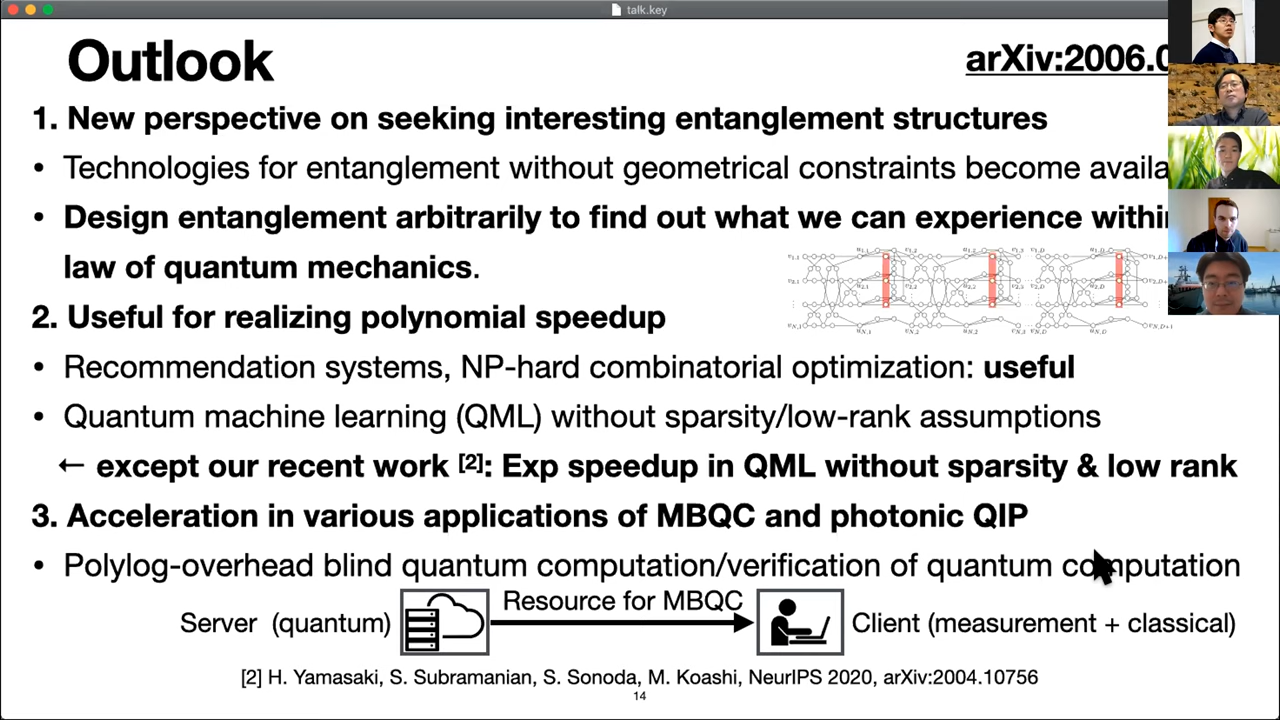 talk.key
Outlook
arXiv:2006.0
1. New perspective on seeking interesting entanglement structures
• Technologies for entanglement without geometrical constraints become availa
• Design entanglement arbitrarily to find out what we can experience within
law of quantum mechanics.
2. Useful for realizing polynomial speedup
• Recommendation systems, NP-hard combinatorial optimization: useful
• Quantum machine learning (QML) without sparsity/low-rank assumptions
← except our recent work [2]: Exp speedup in QML without sparsity & low rank
3. Acceleration in various applications of MBQC and photonic QIP
• Polylog-overhead blind quantum computation/verification of quantum computation
Resource for MBQC
Server (quantum)
Client (measurement + classical)
[2] H. Yamasaki, S. Subramanian, S. Sonoda, M. Koashi, NeurIPS 2020, arXiv:2004.10756
14